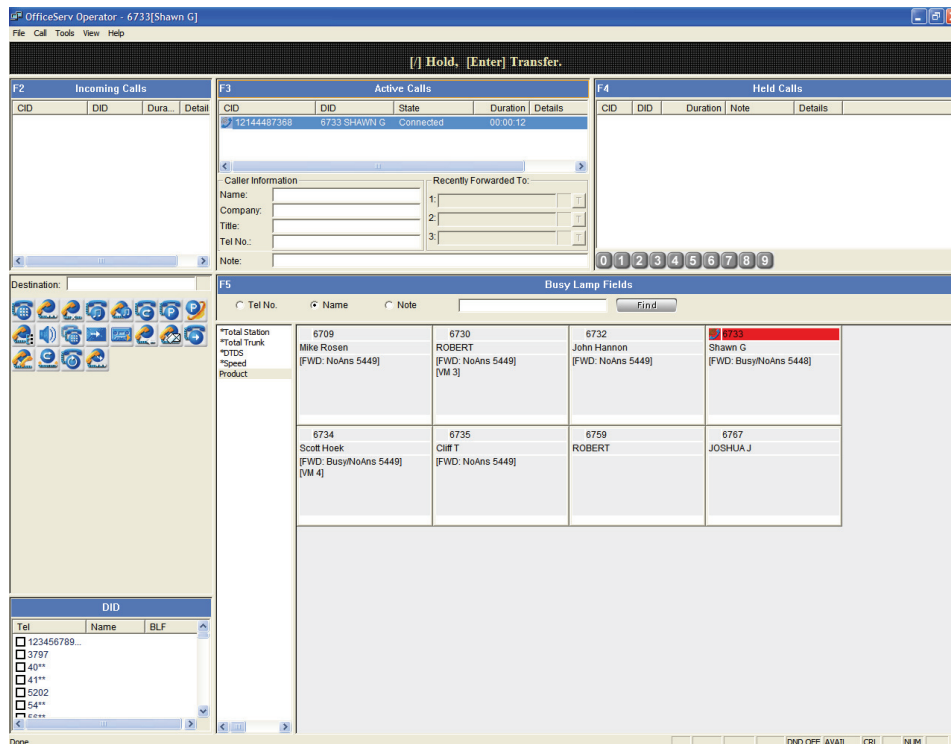 OfficeServ Operator - 6733[Shawn G]
File Call Tools View Help
[/] Hold, [Enter] Transfer.
F2 Incoming Calls
CID DID Dura... Detail
F3 Active Calls
CID DID State Duration Details
12144487368 6733 SHAWN G Connected 00:00:12
Caller Information
Name:
Company:
Title:
Tel No.:
Note:
Recently Forwarded To:
1: T
2: T
3: T
F4 Held Calls
CID DID Duration Note Details
0 1 2 3 4 5 6 7 8 9
Destination:
F5 Busy Lamp Fields
Tel No. Name Note Find
*Total Station
*Total Trunk
*DTDS
*Speed
Product
6709
Mike Rosen
[FWD: NoAns 5449]
6730
ROBERT
[FWD: NoAns 5449]
[VM 3]
6732
John Hannon
[FWD: NoAns 5449]
6733
Shawn G
[FWD: Busy/NoAns 5448]
6734
Scott Hoek
[FWD: Busy/NoAns 5449]
[VM 4]
6735
Cliff T
[FWD: NoAns 5449]
6759
ROBERT
6767
JOSHUA J
DID
Tel Name BLF
123456789...
3797
40**
41**
5202
54**
Done
DND OFF AVAIL CRL NUM